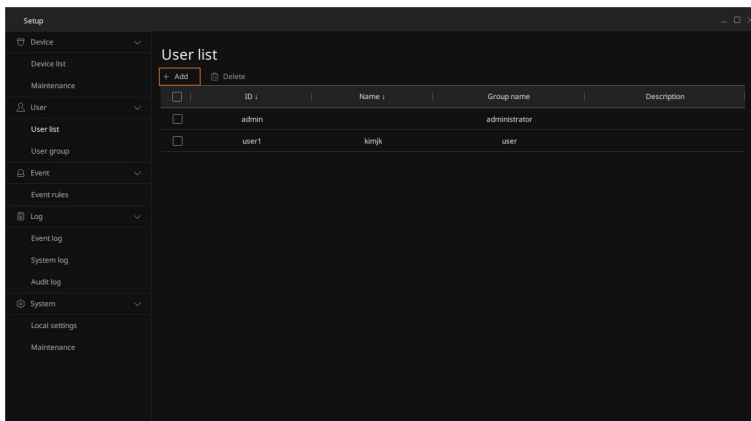 Setup
Device
Device list
Maintenance
User
User list
User group
Event
Event rules
Log
Event log
System log
Audit log
System
Local settings
Maintenance
User list
+ Add Delete
ID ↓ Name ↓ Group name Description
admin administrator
user1 kimjk user